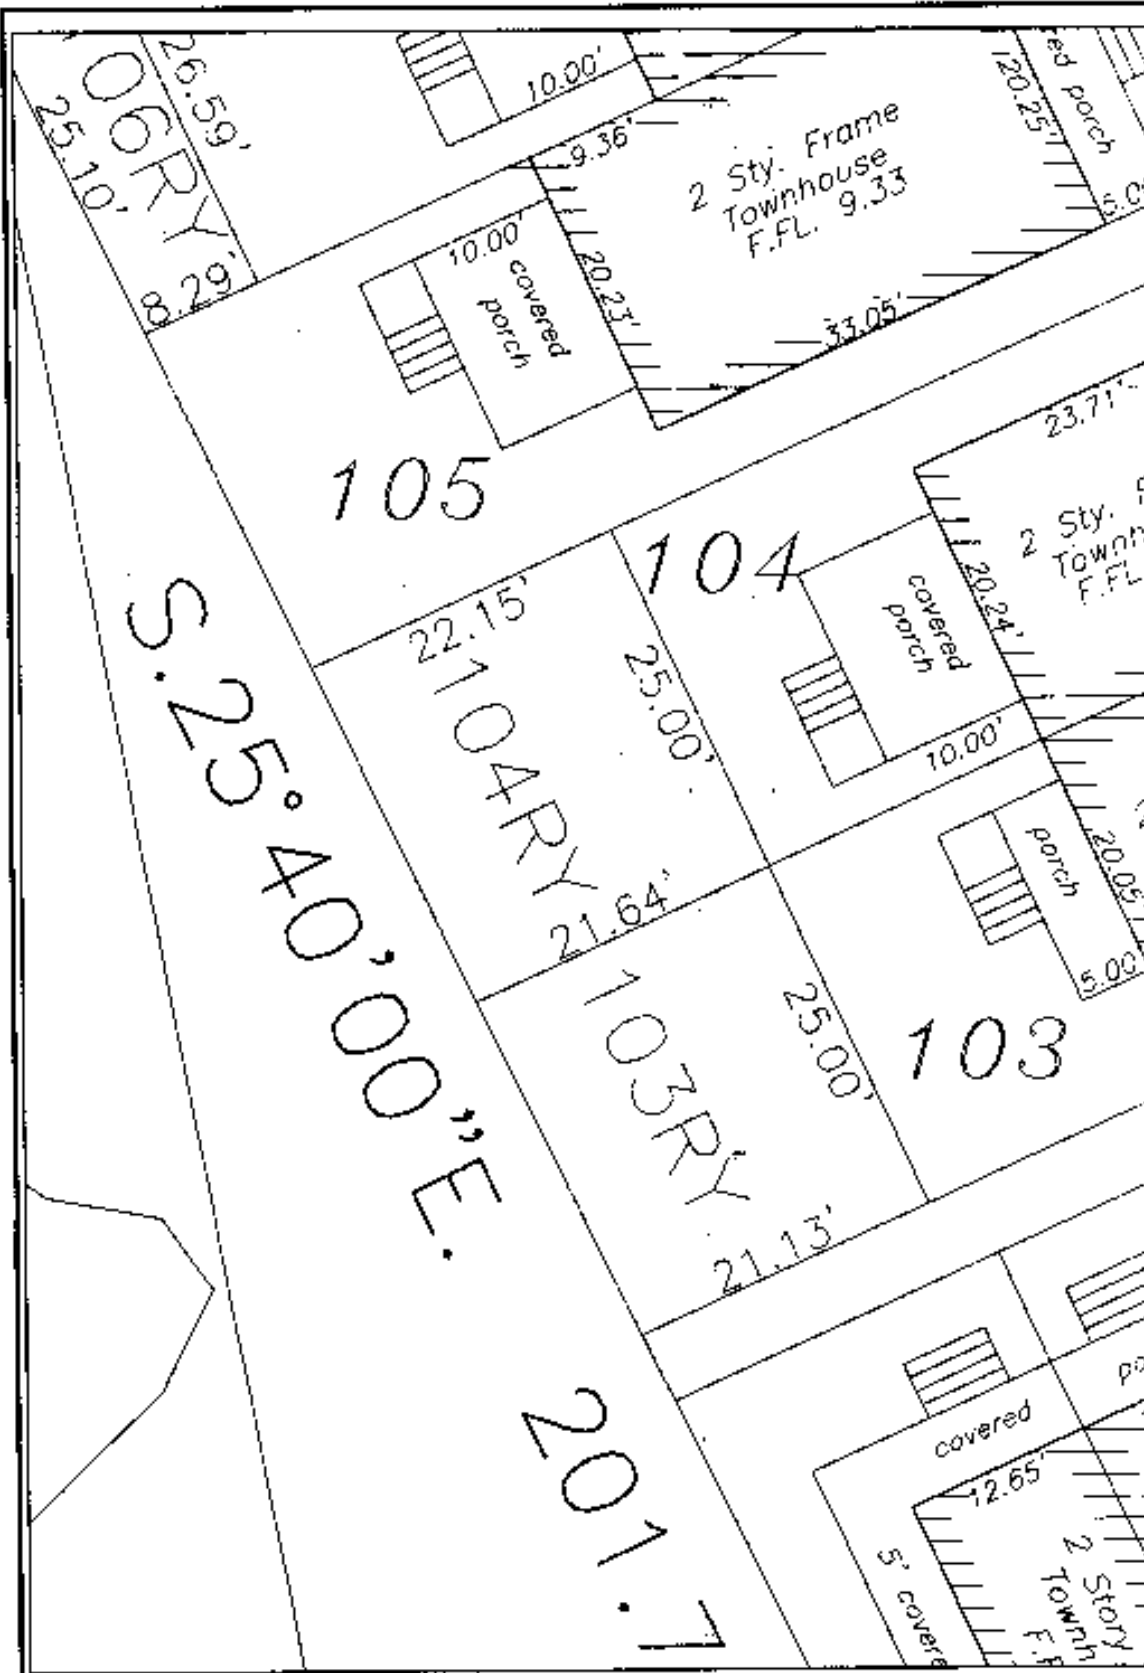 26.59'
06RY
25.10'
8.29'
10.00'
9.36'
2 Sty. Frame
Townhouse
F.FL. 9.33
20.25'
porch
10.00'
covered
porch
20.23'
33.05'
105
23.71'
2 Sty.
104
covered
porch
20.24'
10.00'
22.15'
104RY
25.00'
21.64'
S.25°40'00"E.
201.7
porch
20.05'
5.00'
103
103RY
25.00'
21.13'
covered
12.65'
5'
2 Story